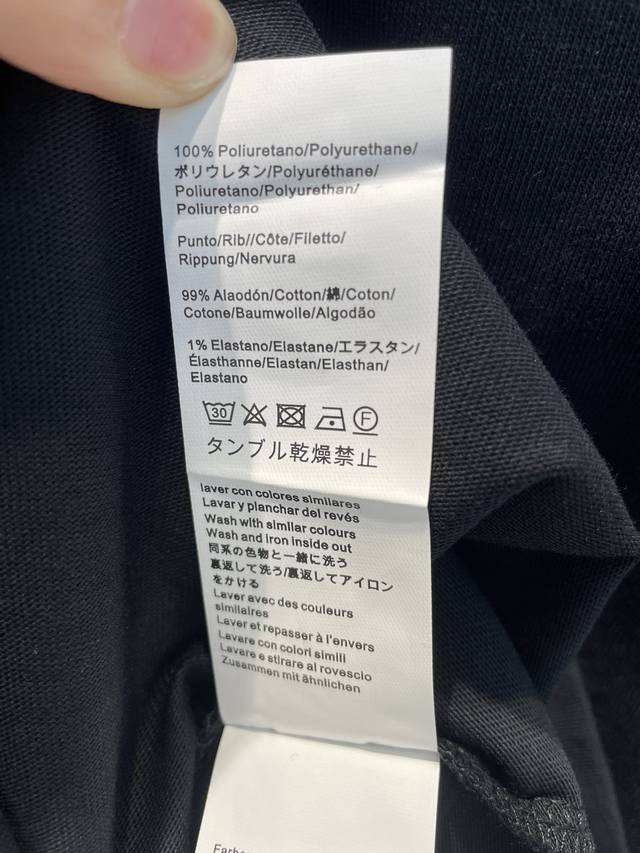 100% Poliuretano/Polyurethane/
ポリウレタン/Polyuréthane/
Poliuretano/Polyurethan/
Poliuretano
Punto/Rib//Côte/Filetto/
Rippung/Nervura
99% Alaodón/Cotton/綿/Coton/
Cotone/Baumwolle/Algodão
1% Elastano/Elastane/エラスタン/
Élasthanne/Elastan/Elasthan/
Elastano
30 F
タンブル乾燥禁止
laver con colores similares
Lavar y planchar del revés
Wash with similar colours
Wash and iron inside out
同系の色物と一緒に洗う
裏返して洗う/裏返してアイロン
をかける
Laver avec des couleurs
similaires
Laver et repasser à l'envers
Lavare con colori simili
Lavare e stirare al rovescio
Zusammen mit ähnlichen